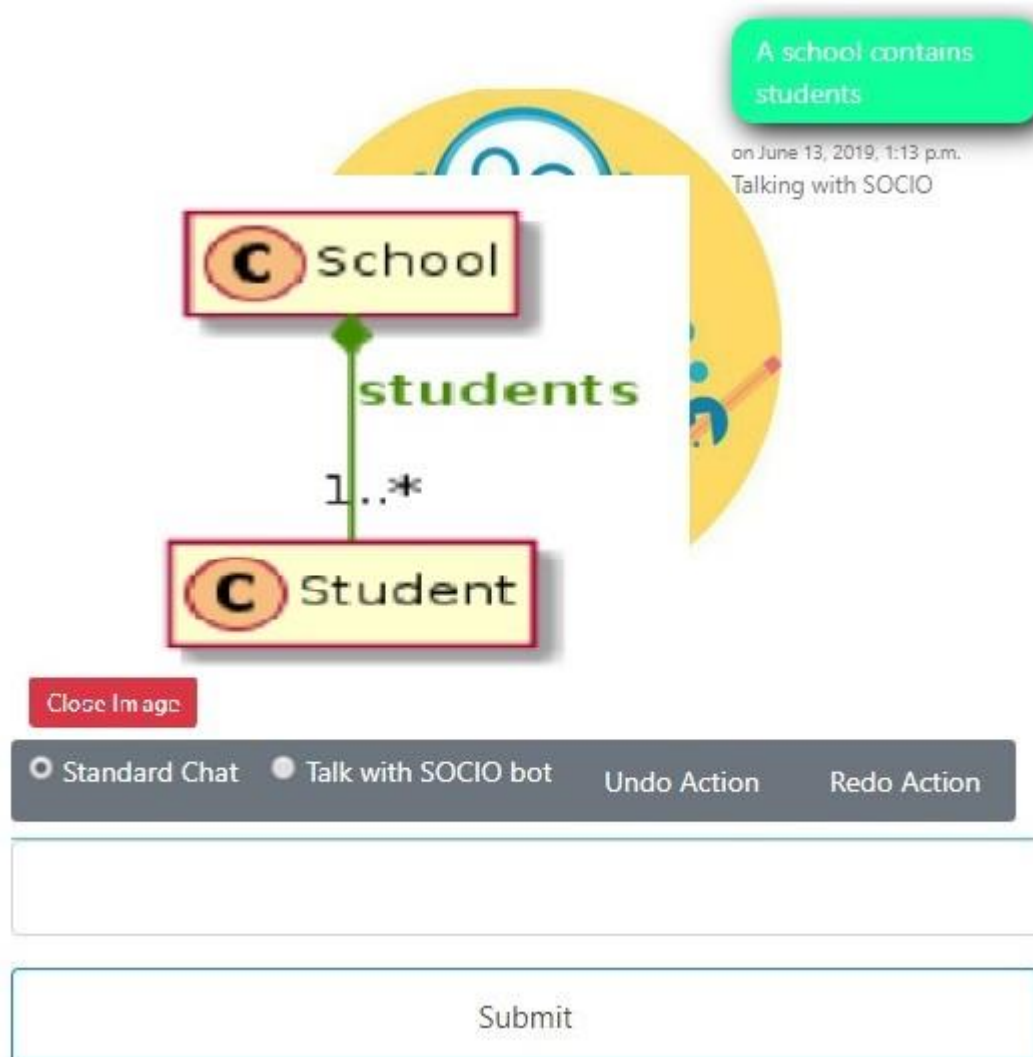 A school contains
students
on June 13, 2019, 1:13 p.m.
Talking with SOCIO
C School
students
1..*
C Student
Close Image
Standard Chat Talk with SOCIO bot Undo Action Redo Action
Submit